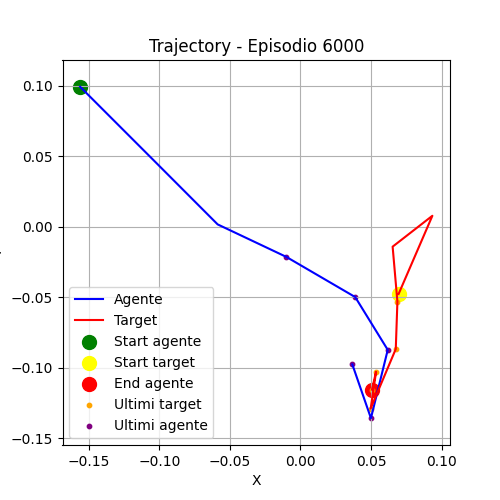 Trajectory - Episodio 6000
0.10
0.05
0.00
−0.05
−0.10
−0.15
Agente
Target
Start agente
Start target
End agente
Ultimi target
Ultimi agente
−0.15 −0.10 −0.05 0.00 0.05 0.10
X